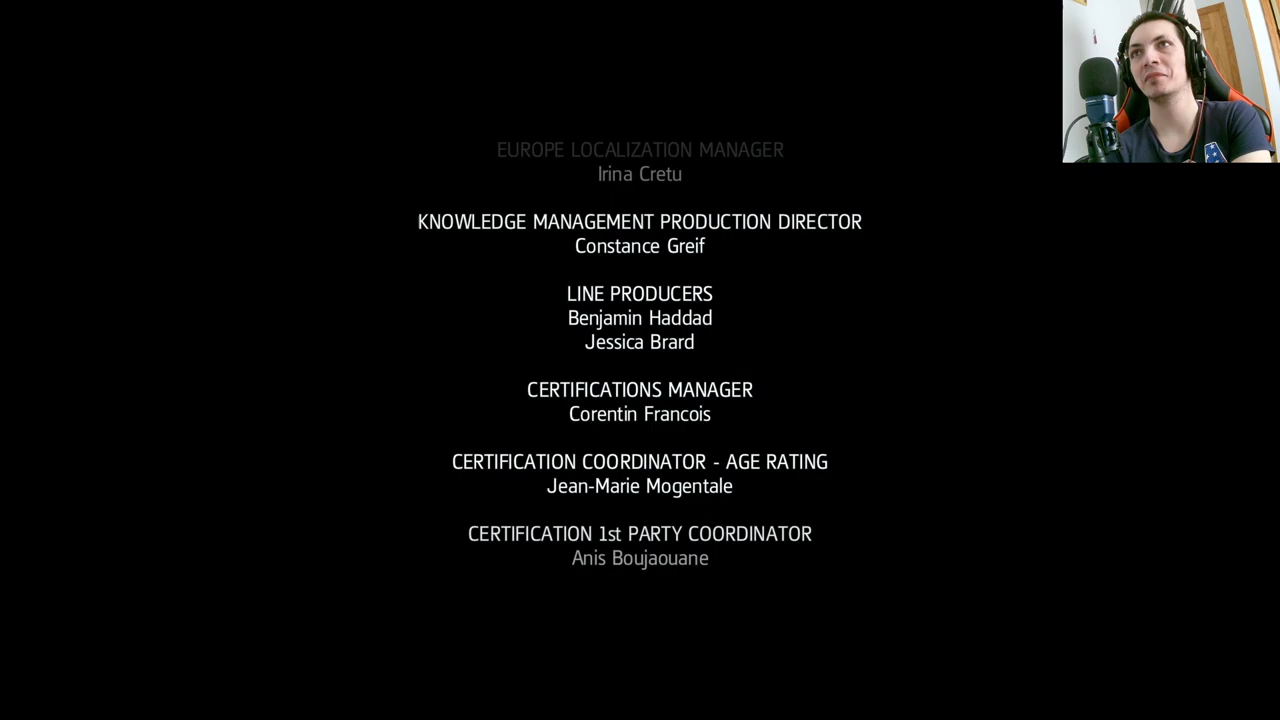 EUROPE LOCALIZATION MANAGER
Irina Cretu
KNOWLEDGE MANAGEMENT PRODUCTION DIRECTOR
Constance Greif
LINE PRODUCERS
Benjamin Haddad
Jessica Brard
CERTIFICATIONS MANAGER
Corentin Francois
CERTIFICATION COORDINATOR - AGE RATING
Jean-Marie Mogentale
CERTIFICATION 1st PARTY COORDINATOR
Anis Boujaouane